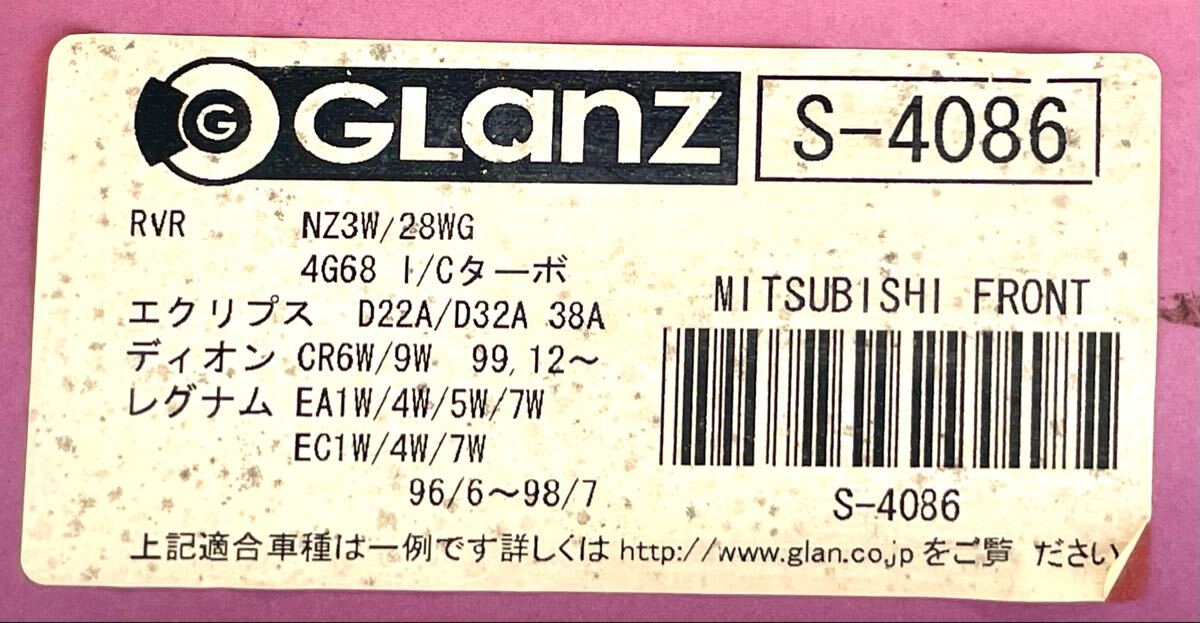 G GLanz S-4086
RVR NZ3W/28WG
4G68 I/Cターボ
エクリプス D22A/D32A 38A
ディオン CR6W/9W 99,12〜
レグナム EA1W/4W/5W/7W
EC1W/4W/7W
96/6〜98/7
MITSUBISHI FRONT
S-4086
上記適合車種は一例です詳しくは http://www.glan.co.jp をご覧 ださい